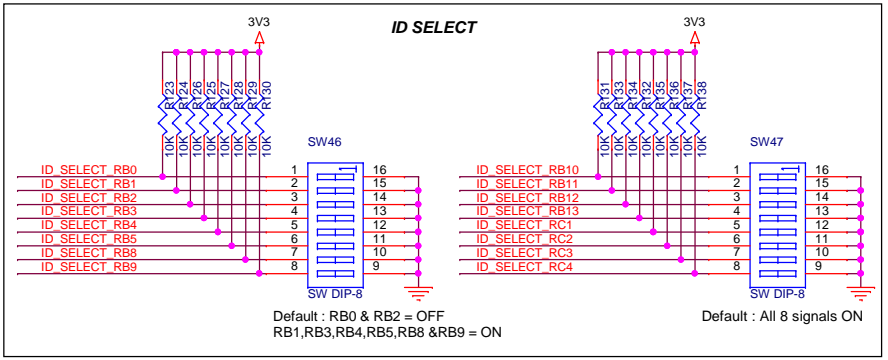 ID SELECT
3V3
3V3
R123
R124
R126
R125
R127
R128
R129
R130
10K
10K
10K
10K
10K
10K
10K
10K
R131
R133
R134
R132
R135
R136
R137
R138
10K
10K
10K
10K
10K
10K
10K
10K
SW46
SW47
ID_SELECT_RB0 1 16
ID_SELECT_RB1 2 15
ID_SELECT_RB2 3 14
ID_SELECT_RB3 4 13
ID_SELECT_RB4 5 12
ID_SELECT_RB5 6 11
ID_SELECT_RB8 7 10
ID_SELECT_RB9 8 9
SW DIP-8
ID_SELECT_RB10 1 16
ID_SELECT_RB11 2 15
ID_SELECT_RB12 3 14
ID_SELECT_RB13 4 13
ID_SELECT_RC1 5 12
ID_SELECT_RC2 6 11
ID_SELECT_RC3 7 10
ID_SELECT_RC4 8 9
SW DIP-8
Default : RB0 & RB2 = OFF
RB1,RB3,RB4,RB5,RB8 &RB9 = ON
Default : All 8 signals ON